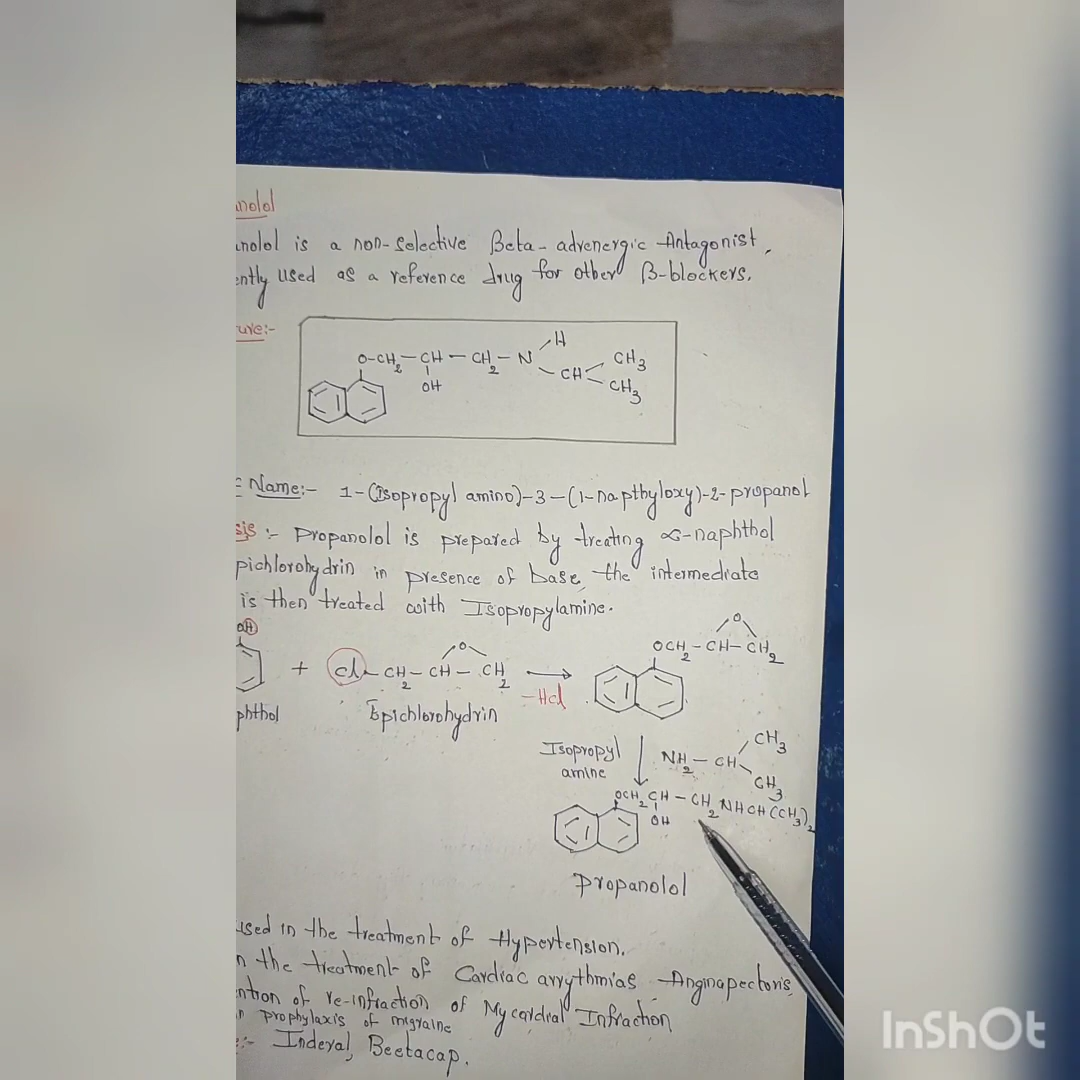 nolol
nolol is a non-selective Beta-adrenergic Antagonist,
ently used as a reference drug for other β-blockers.
ure:-
H
O-CH2-CH-CH2-N
CH3
CH
OH
CH3
Name:- 1-(Isopropyl amino)-3-(1-napthyloxy)-2-propanol
sis:- Propanolol is prepared by treating α-naphthol
pichlorohydrin in presence of base, the intermediate
is then treated with Isopropylamine.
OH
O
O
OCH2-CH-CH2
+ Cl-CH2-CH-CH2
-Hcl
phthol
Epichlorohydrin
Isopropyl
amine
NH2-CH
CH3
CH3
OCH2CH-CH2NHCH(CH3)2
OH
Propanolol
used in the treatment of Hypertension.
n the treatment of Cardiac arrythmias Anginapectoris,
ntion of re-infraction of Mycardial Infraction
n prophylaxis of migraine
:- Inderal, Beetacap.
InShOt